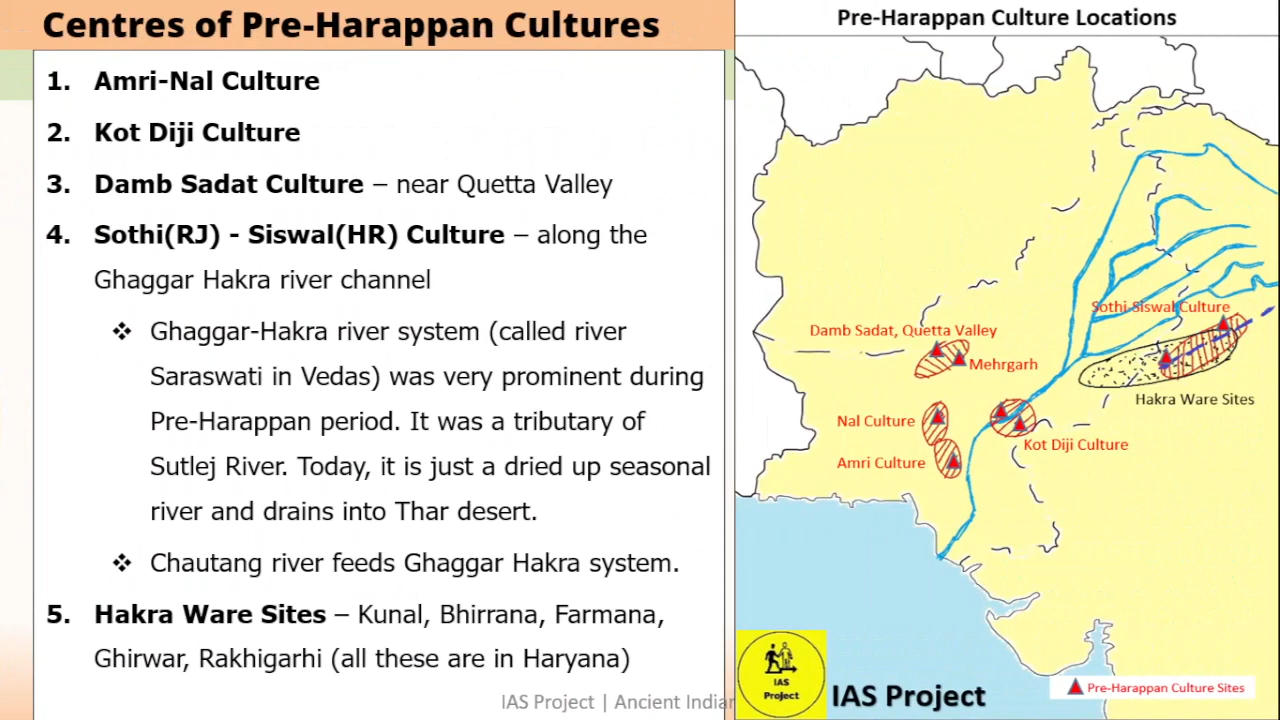 Centres of Pre-Harappan Cultures
1. Amri-Nal Culture
2. Kot Diji Culture
3. Damb Sadat Culture – near Quetta Valley
4. Sothi(RJ) - Siswal(HR) Culture – along the
Ghaggar Hakra river channel
❖ Ghaggar-Hakra river system (called river
Saraswati in Vedas) was very prominent during
Pre-Harappan period. It was a tributary of
Sutlej River. Today, it is just a dried up seasonal
river and drains into Thar desert.
❖ Chautang river feeds Ghaggar Hakra system.
5. Hakra Ware Sites – Kunal, Bhirrana, Farmana,
Ghirwar, Rakhigarhi (all these are in Haryana)
IAS Project | Ancient Indian
Pre-Harappan Culture Locations
Sothi-Siswal Culture
Damb Sadat, Quetta Valley
Mehrgarh
Hakra Ware Sites
Nal Culture
Kot Diji Culture
Amri Culture
IAS
Project
IAS Project
Pre-Harappan Culture Sites